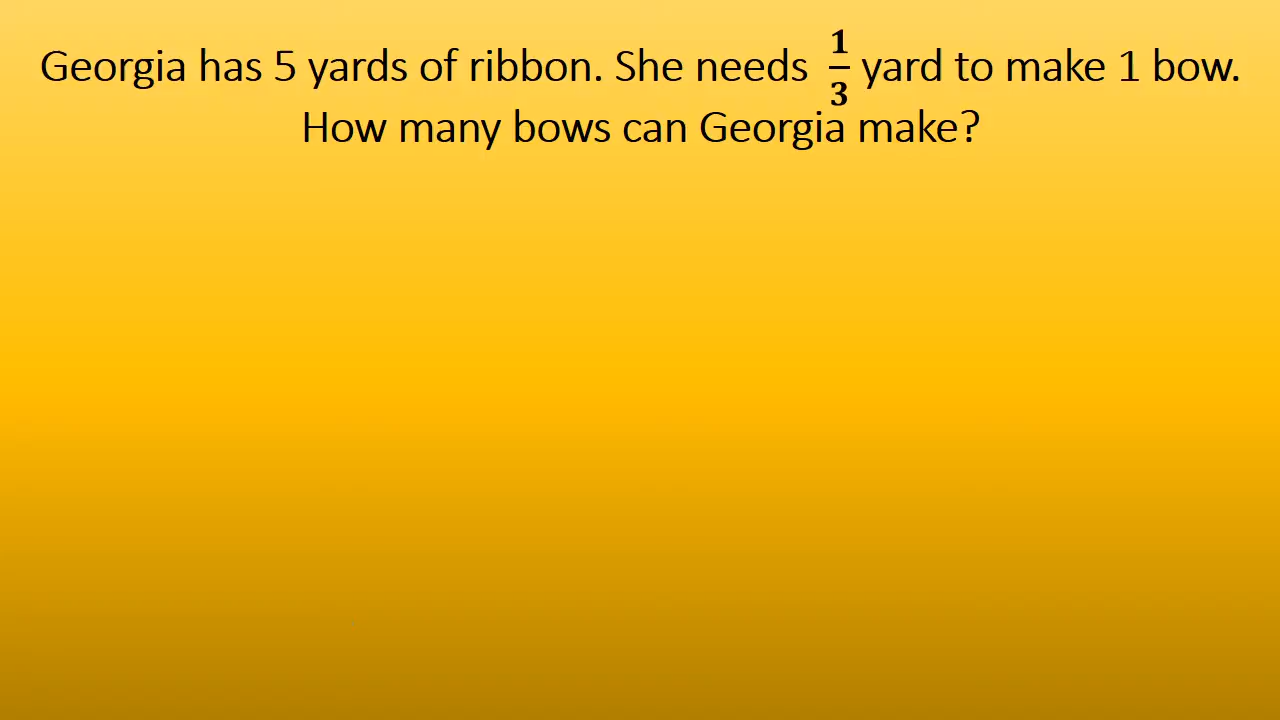 Georgia has 5 yards of ribbon. She needs 1/3 yard to make 1 bow.
How many bows can Georgia make?